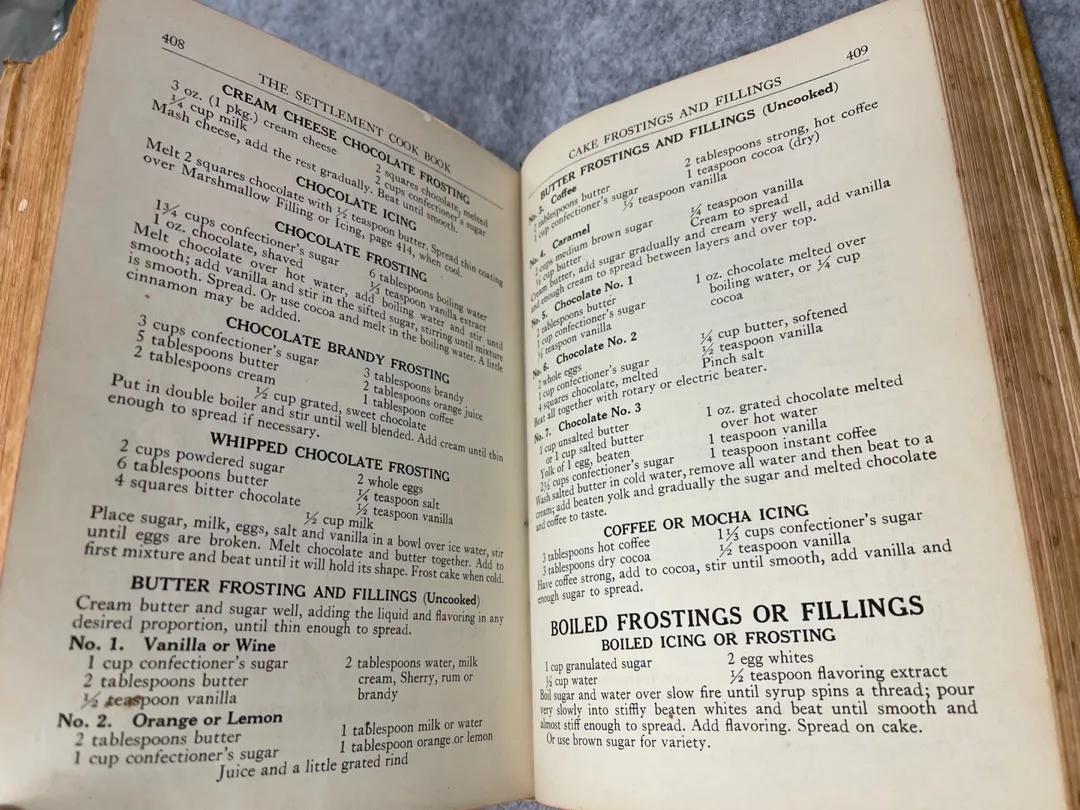 408
THE SETTLEMENT COOK BOOK
CREAM CHEESE CHOCOLATE FROSTING
3 oz. (1 pkg.) cream cheese
¼ cup milk
2 squares chocolate, melted
2 cups confectioner's sugar
Mash cheese, add the rest gradually. Beat until smooth.
CHOCOLATE ICING
Melt 2 squares chocolate with ½ teaspoon butter. Spread thin coating
over Marshmallow Filling or Icing, page 414, when cool.
CHOCOLATE FROSTING
1¾ cups confectioner's sugar
1 oz. chocolate, shaved
6 tablespoons boiling water
½ teaspoon vanilla extract
Melt chocolate over hot water, add boiling water and stir until
smooth; add vanilla and stir in the sifted sugar, stirring until mixture
is smooth. Spread. Or use cocoa and melt in the boiling water. A little
cinnamon may be added.
CHOCOLATE BRANDY FROSTING
3 cups confectioner's sugar
5 tablespoons butter
2 tablespoons cream
3 tablespoons brandy
2 tablespoons orange juice
1 tablespoon coffee
½ cup grated, sweet chocolate
Put in double boiler and stir until well blended. Add cream until thin
enough to spread if necessary.
WHIPPED CHOCOLATE FROSTING
2 cups powdered sugar
6 tablespoons butter
4 squares bitter chocolate
2 whole eggs
¼ teaspoon salt
½ teaspoon vanilla
½ cup milk
Place sugar, milk, eggs, salt and vanilla in a bowl over ice water, stir
until eggs are broken. Melt chocolate and butter together. Add to
first mixture and beat until it will hold its shape. Frost cake when cold.
BUTTER FROSTING AND FILLINGS (Uncooked)
Cream butter and sugar well, adding the liquid and flavoring in any
desired proportion, until thin enough to spread.
No. 1. Vanilla or Wine
1 cup confectioner's sugar
2 tablespoons butter
½ teaspoon vanilla
2 tablespoons water, milk
cream, Sherry, rum or
brandy
No. 2. Orange or Lemon
2 tablespoons butter
1 cup confectioner's sugar
1 tablespoon milk or water
1 tablespoon orange or lemon
Juice and a little grated rind
409
CAKE FROSTINGS AND FILLINGS
BUTTER FROSTINGS AND FILLINGS (Uncooked)
No. 3. Coffee
tablespoons butter
1 cup confectioner's sugar
2 tablespoons strong, hot coffee
1 teaspoon cocoa (dry)
½ teaspoon vanilla
No. 4. Caramel
cups medium brown sugar
cup butter
¼ teaspoon vanilla
Cream to spread
Cream butter, add sugar gradually and cream very well, add vanilla
and enough cream to spread between layers and over top.
No. 5. Chocolate No. 1
tablespoons butter
1 cup confectioner's sugar
teaspoon vanilla
1 oz. chocolate melted over
boiling water, or ¼ cup
cocoa
No. 6. Chocolate No. 2
2 whole eggs
1 cup confectioner's sugar
4 squares chocolate, melted
¼ cup butter, softened
½ teaspoon vanilla
Pinch salt
Beat all together with rotary or electric beater.
No. 7. Chocolate No. 3
1 cup unsalted butter
or 1 cup salted butter
Yolk of 1 egg, beaten
2½ cups confectioner's sugar
1 oz. grated chocolate melted
over hot water
1 teaspoon vanilla
1 teaspoon instant coffee
Wash salted butter in cold water, remove all water and then beat to a
cream; add beaten yolk and gradually the sugar and melted chocolate
and coffee to taste.
COFFEE OR MOCHA ICING
3 tablespoons hot coffee
3 tablespoons dry cocoa
1⅓ cups confectioner's sugar
½ teaspoon vanilla
Have coffee strong, add to cocoa, stir until smooth, add vanilla and
enough sugar to spread.
BOILED FROSTINGS OR FILLINGS
BOILED ICING OR FROSTING
1 cup granulated sugar
cup water
2 egg whites
½ teaspoon flavoring extract
Boil sugar and water over slow fire until syrup spins a thread; pour
very slowly into stiffly beaten whites and beat until smooth and
almost stiff enough to spread. Add flavoring. Spread on cake.
Or use brown sugar for variety.